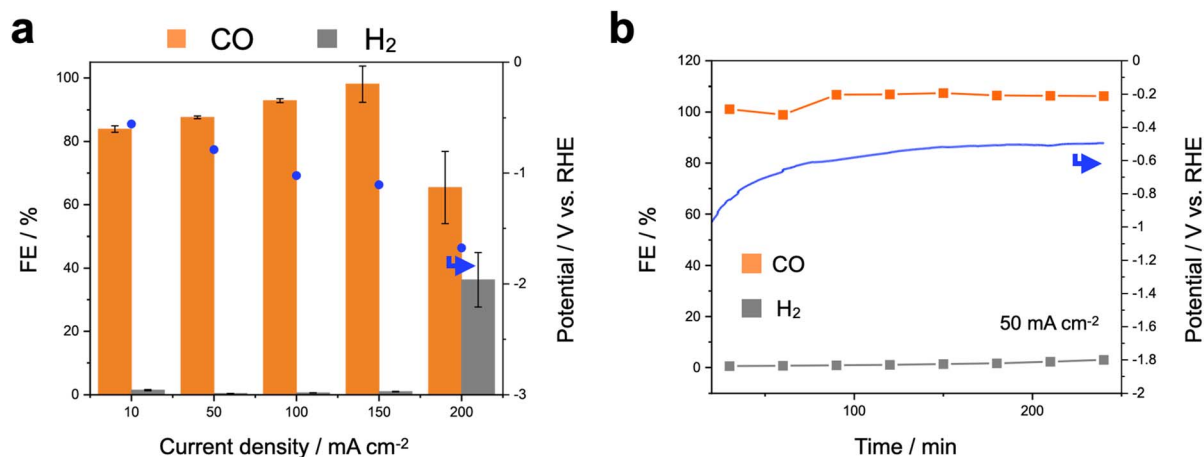 a
CO
H₂
100
80
60
40
20
0
FE / %
10
50
100
150
200
Current density / mA cm⁻²
0
-1
-2
-3
Potential / V vs. RHE
b
120
100
80
60
40
20
0
FE / %
CO
H₂
50 mA cm⁻²
100
200
Time / min
0
-0.2
-0.4
-0.6
-0.8
-1
-1.2
-1.4
-1.6
-1.8
-2
Potential / V vs. RHE